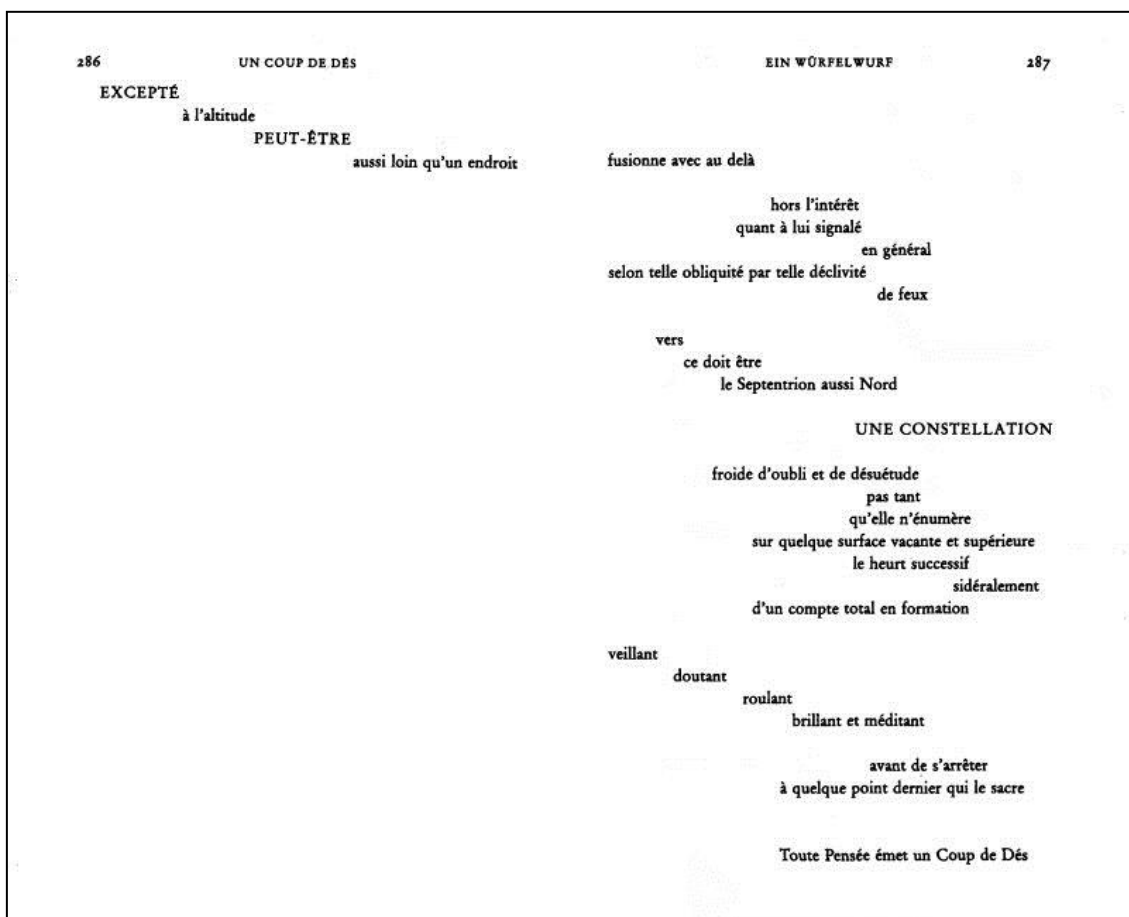 286 UN COUP DE DÉS
EXCEPTÉ
à l'altitude
PEUT-ÊTRE
aussi loin qu'un endroit
EIN WÜRFELWURF 287
fusionne avec au delà
hors l'intérêt
quant à lui signalé
en général
selon telle obliquité par telle déclivité
de feux
vers
ce doit être
le Septentrion aussi Nord
UNE CONSTELLATION
froide d'oubli et de désuétude
pas tant
qu'elle n'énumère
sur quelque surface vacante et supérieure
le heurt successif
sidéralement
d'un compte total en formation
veillant
doutant
roulant
brillant et méditant
avant de s'arrêter
à quelque point dernier qui le sacre
Toute Pensée émet un Coup de Dés